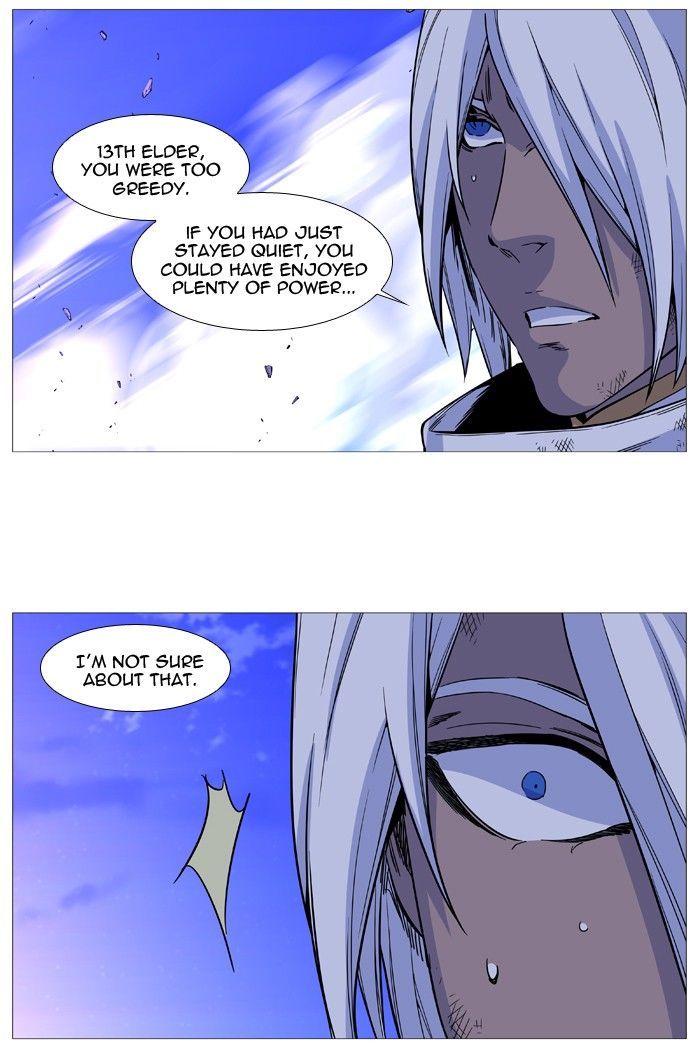 13TH ELDER,
YOU WERE TOO
GREEDY.
IF YOU HAD JUST
STAYED QUIET, YOU
COULD HAVE ENJOYED
PLENTY OF POWER...
I'M NOT SURE
ABOUT THAT.